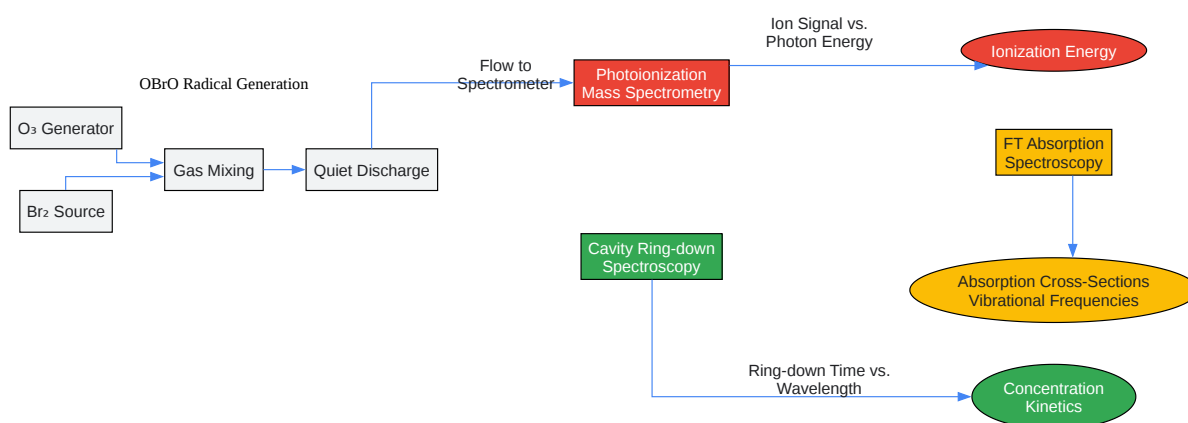 OBrO Radical Generation
O₃ Generator
Br₂ Source
Gas Mixing
Quiet Discharge
Flow to
Spectrometer
Photoionization
Mass Spectrometry
Ion Signal vs.
Photon Energy
Ionization Energy
FT Absorption
Spectroscopy
Absorption Cross-Sections
Vibrational Frequencies
Cavity Ring-down
Spectroscopy
Ring-down Time vs.
Wavelength
Concentration
Kinetics